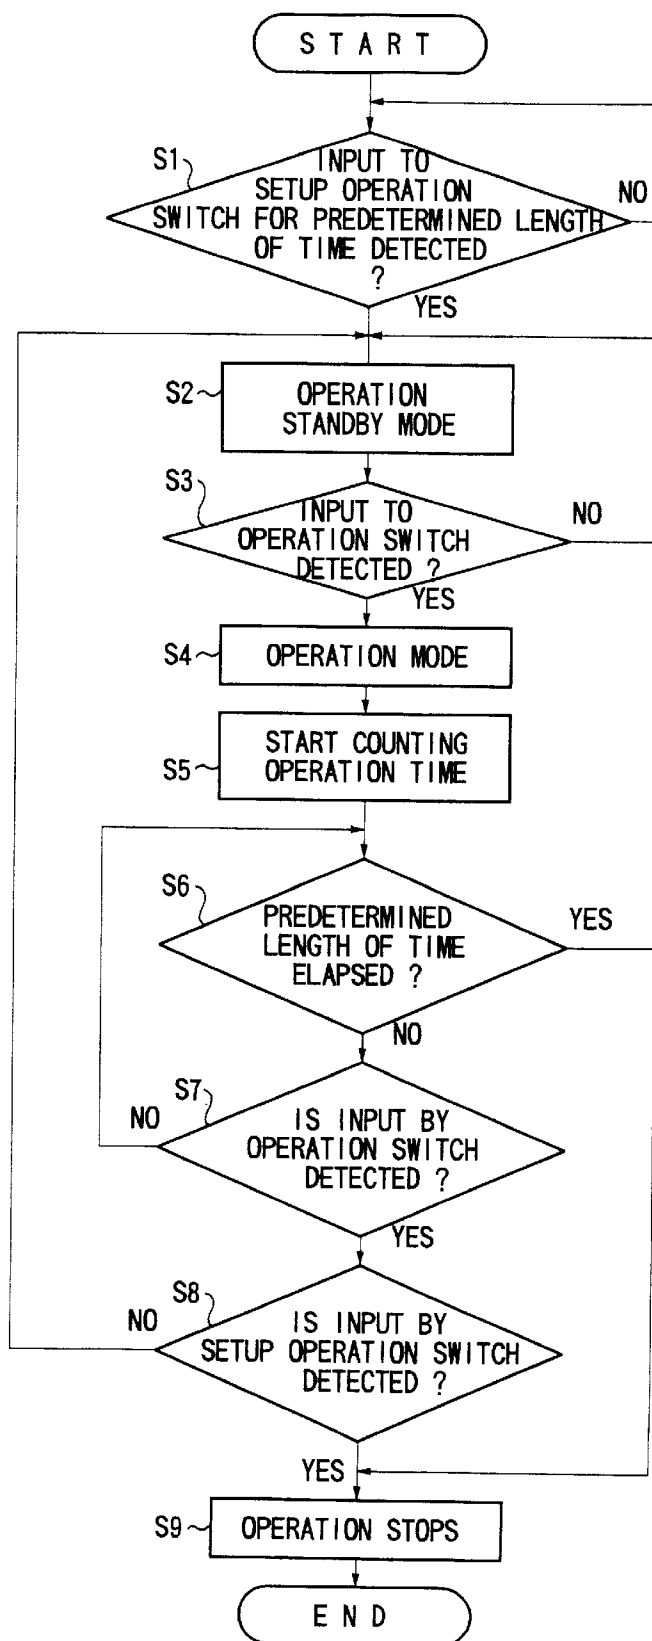 START
S1
INPUT TO
SETUP OPERATION
SWITCH FOR PREDETERMINED LENGTH
OF TIME DETECTED
?
NO
YES
S2
OPERATION
STANDBY MODE
S3
INPUT TO
OPERATION SWITCH
DETECTED ?
NO
YES
S4
OPERATION MODE
S5
START COUNTING
OPERATION TIME
S6
PREDETERMINED
LENGTH OF TIME
ELAPSED ?
YES
NO
S7
NO
IS INPUT BY
OPERATION SWITCH
DETECTED ?
YES
S8
NO
IS INPUT BY
SETUP OPERATION SWITCH
DETECTED ?
YES
S9
OPERATION STOPS
END